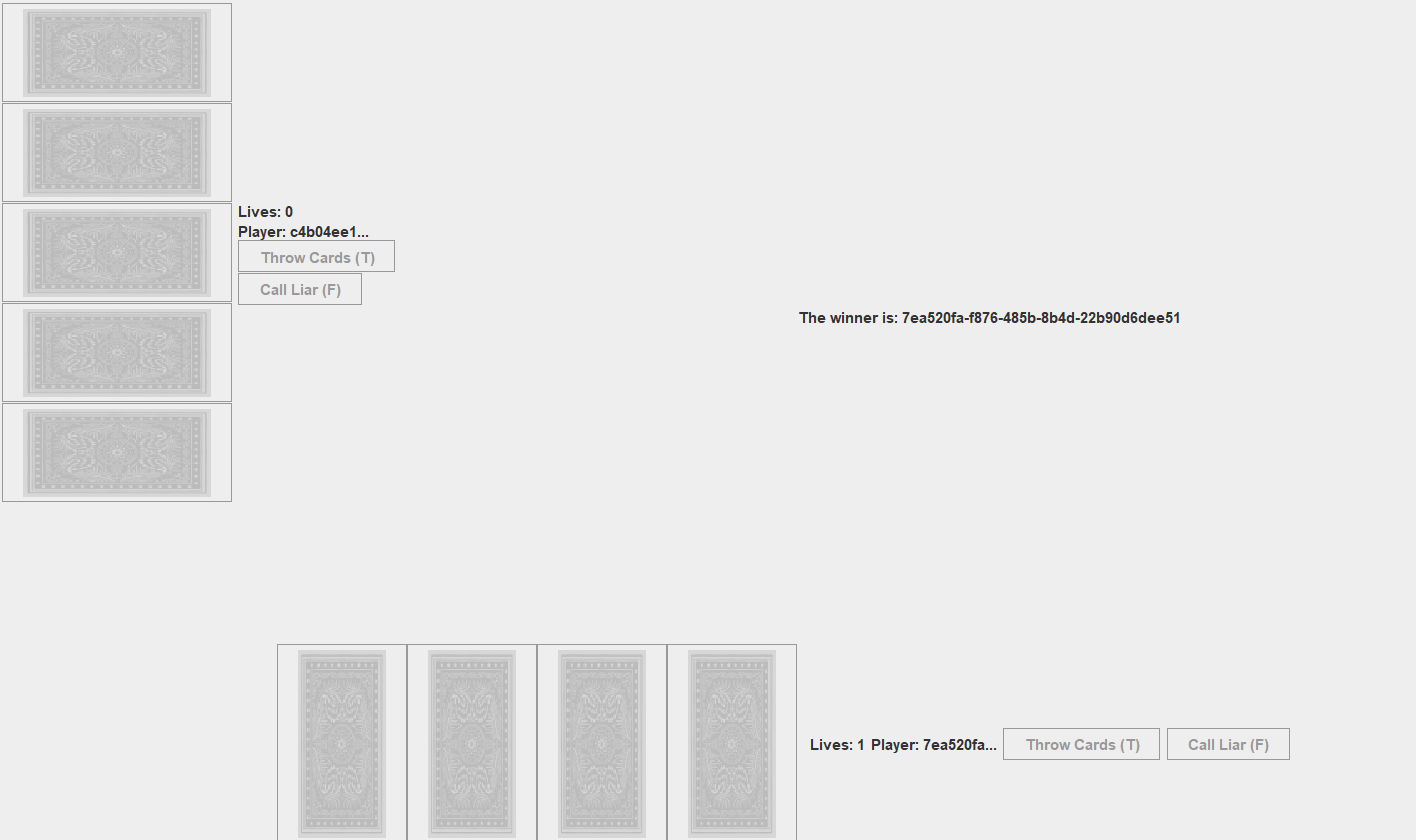 Lives: 0
Player: c4b04ee1...
Throw Cards (T)
Call Liar (F)
The winner is: 7ea520fa-f876-485b-8b4d-22b90d6dee51
Lives: 1 Player: 7ea520fa... Throw Cards (T) Call Liar (F)